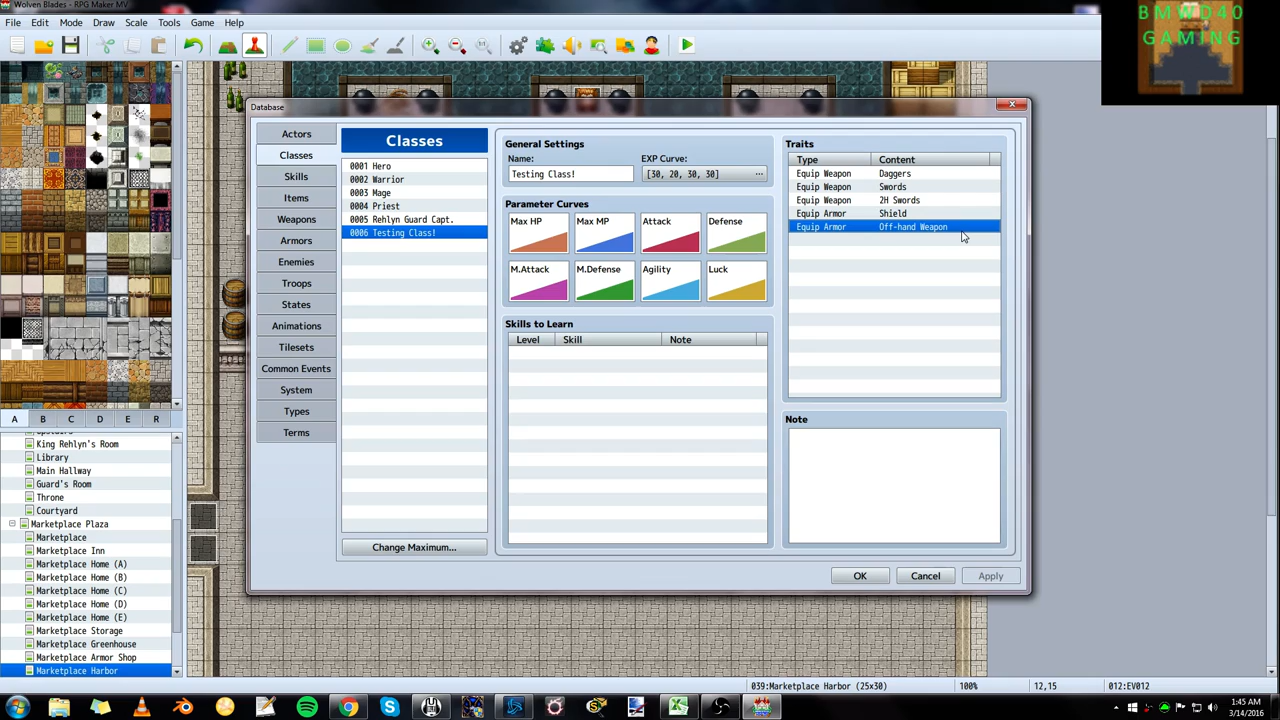 Wolven Blades - RPG Maker MV
File Edit Mode Draw Scale Tools Game Help
BMWD40
GAMING
Database
Actors
Classes
Skills
Items
Weapons
Armors
Enemies
Troops
States
Animations
Tilesets
Common Events
System
Types
Terms
Classes
0001 Hero
0002 Warrior
0003 Mage
0004 Priest
0005 Rehlyn Guard Capt.
0006 Testing Class!
Change Maximum...
General Settings
Name: EXP Curve:
Testing Class! [30, 20, 30, 30] ...
Parameter Curves
Max HP Max MP Attack Defense
M.Attack M.Defense Agility Luck
Skills to Learn
Level Skill Note
Traits
Type Content
Equip Weapon Daggers
Equip Weapon Swords
Equip Weapon 2H Swords
Equip Armor Shield
Equip Armor Off-hand Weapon
Note
OK Cancel Apply
A B C D E R
King Rehlyn's Room
Library
Main Hallway
Guard's Room
Throne
Courtyard
Marketplace Plaza
Marketplace
Marketplace Inn
Marketplace Home (A)
Marketplace Home (B)
Marketplace Home (C)
Marketplace Home (D)
Marketplace Home (E)
Marketplace Storage
Marketplace Greenhouse
Marketplace Armor Shop
Marketplace Harbor
039:Marketplace Harbor (25x30) 100% 12,15 012:EV012
1:45 AM
3/14/2016